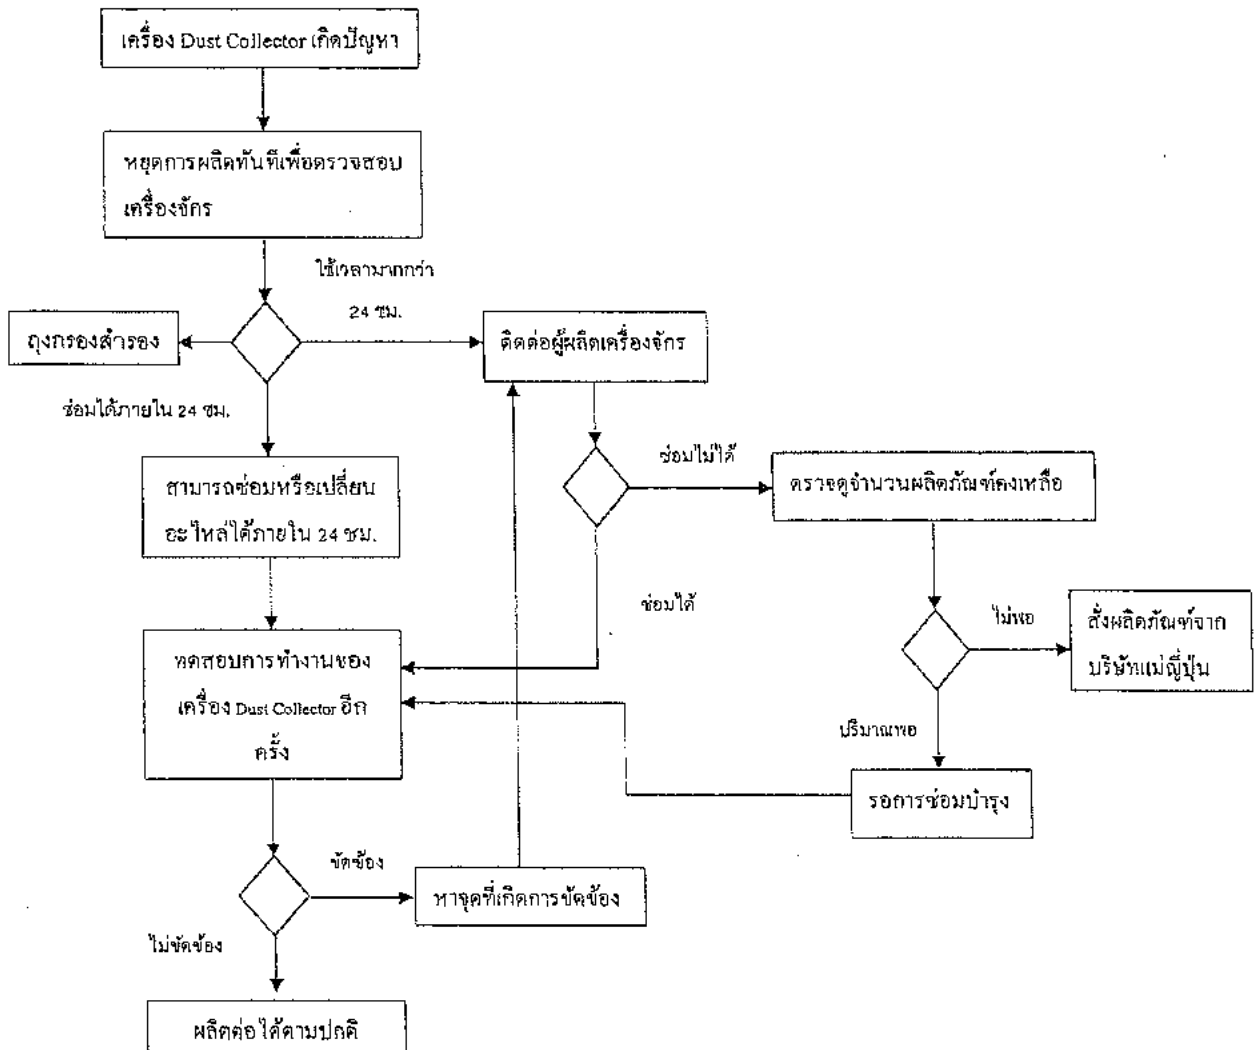 เครื่อง Dust Collector เกิดปัญหา
หยุดการผลิตทันทีเพื่อตรวจสอบ
เครื่องจักร
ใช้เวลามากกว่า
24 ชม.
ถุงกรองสำรอง
ติดต่อผู้ผลิตเครื่องจักร
ซ่อมได้ภายใน 24 ชม.
ซ่อมไม่ได้
ตรวจดูจำนวนผลิตภัณฑ์คงเหลือ
สามารถซ่อมหรือเปลี่ยน
อะไหล่ได้ภายใน 24 ชม.
ซ่อมได้
ไม่พอ
สั่งผลิตภัณฑ์จาก
บริษัทแม่ญี่ปุ่น
ทดสอบการทำงานของ
เครื่อง Dust Collector อีก
ครั้ง
ปริมาณพอ
รอการซ่อมบำรุง
ขัดข้อง
หาจุดที่เกิดการขัดข้อง
ไม่ขัดข้อง
ผลิตต่อได้ตามปกติ